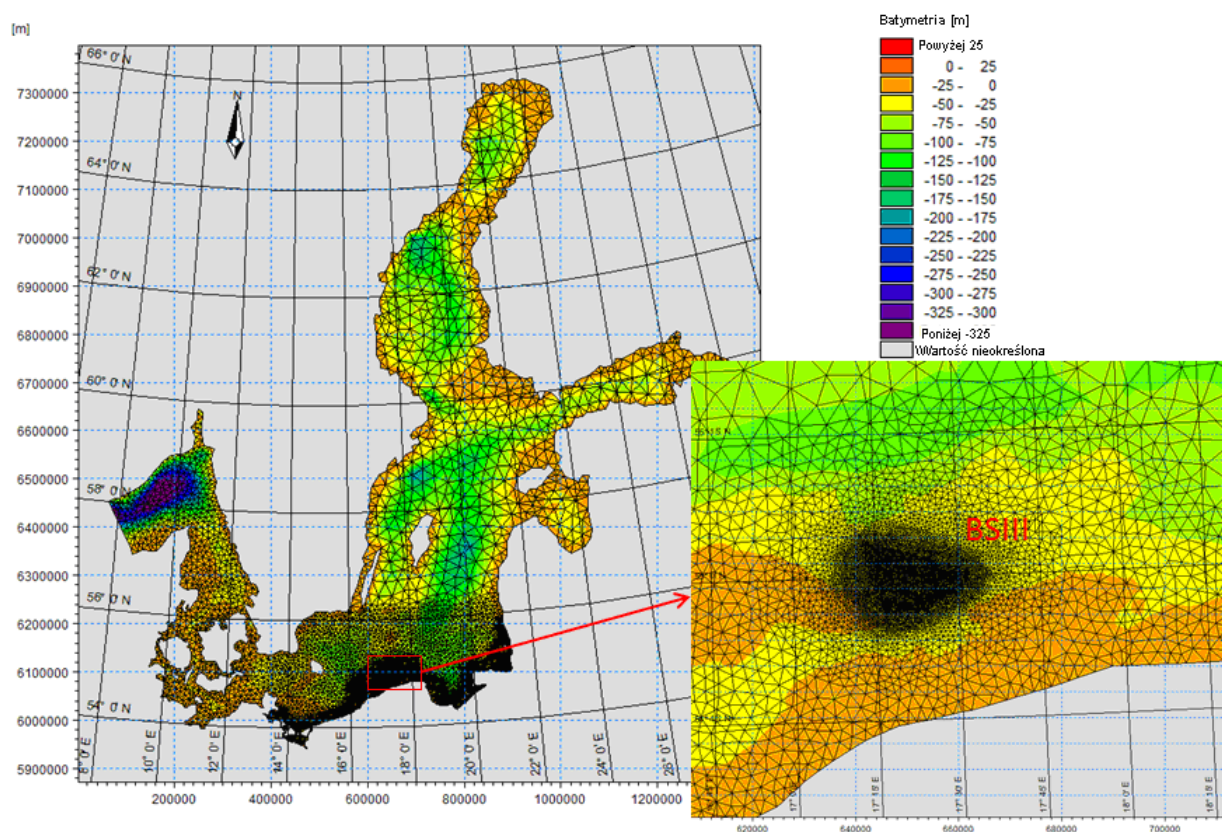 [m]
66° 0' N
7300000
N
7200000
64° 0' N
7100000
7000000
62° 0' N
6900000
6800000
6700000
60° 0' N
6600000
6500000
58° 0' N
6400000
6300000
56° 0' N
6200000
6100000
54° 0' N
6000000
5900000
8° 0' E
10° 0' E
12° 0' E
14° 0' E
16° 0' E
18° 0' E
20° 0' E
22° 0' E
24° 0' E
26° 0' E
200000
400000
600000
800000
1000000
1200000
Batymetria [m]
Powyżej 25
0 - 25
-25 - 0
-50 - -25
-75 - -50
-100 - -75
-125 - -100
-150 - -125
-175 - -150
-200 - -175
-225 - -200
-250 - -225
-275 - -250
-300 - -275
-325 - -300
Poniżej -325
Wartość nieokreślona
BSIII
17° 15' E
17° 30' E
17° 45' E
18° 0' E
18° 15' E
620000
640000
660000
680000
700000